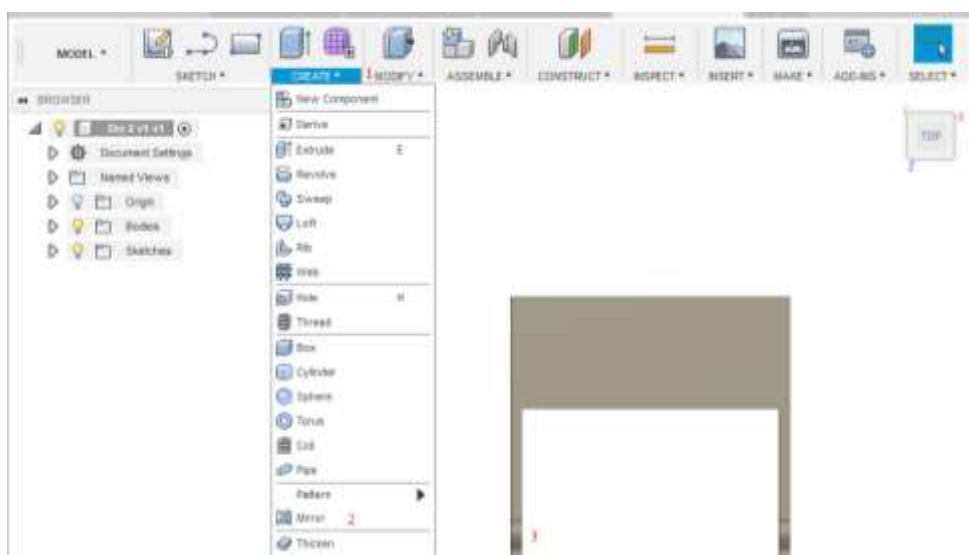 MODEL
SKETCH
CREATE
1
MODIFY
ASSEMBLE
CONSTRUCT
INSPECT
INSERT
MAKE
ADD-INS
SELECT
BROWSER
Document Settings
Named Views
Origin
Bodies
Sketches
New Component
Derive
Extrude E
Revolve
Sweep
Loft
Rib
Web
Hole H
Thread
Box
Cylinder
Sphere
Torus
Coil
Pipe
Pattern
Mirror 2
Thicken
TOP
3